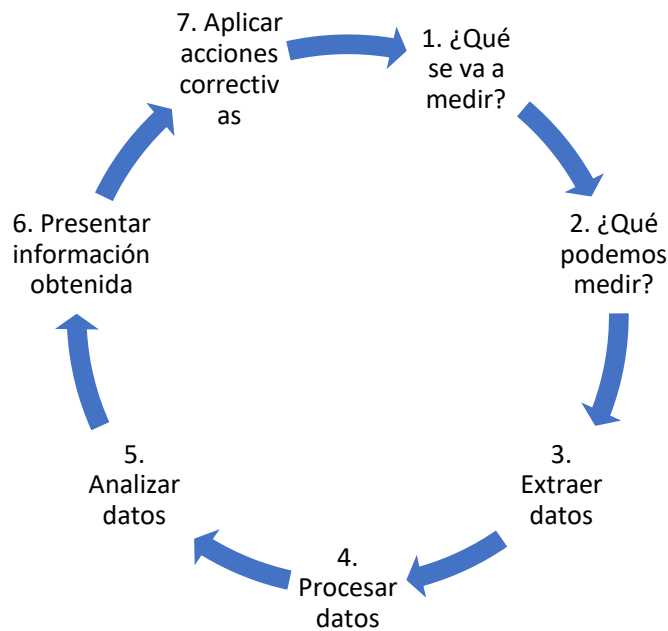 1. ¿Qué
se va a
medir?
2. ¿Qué
podemos
medir?
3.
Extraer
datos
4.
Procesar
datos
5.
Analizar
datos
6. Presentar
información
obtenida
7. Aplicar
acciones
correctiv
as